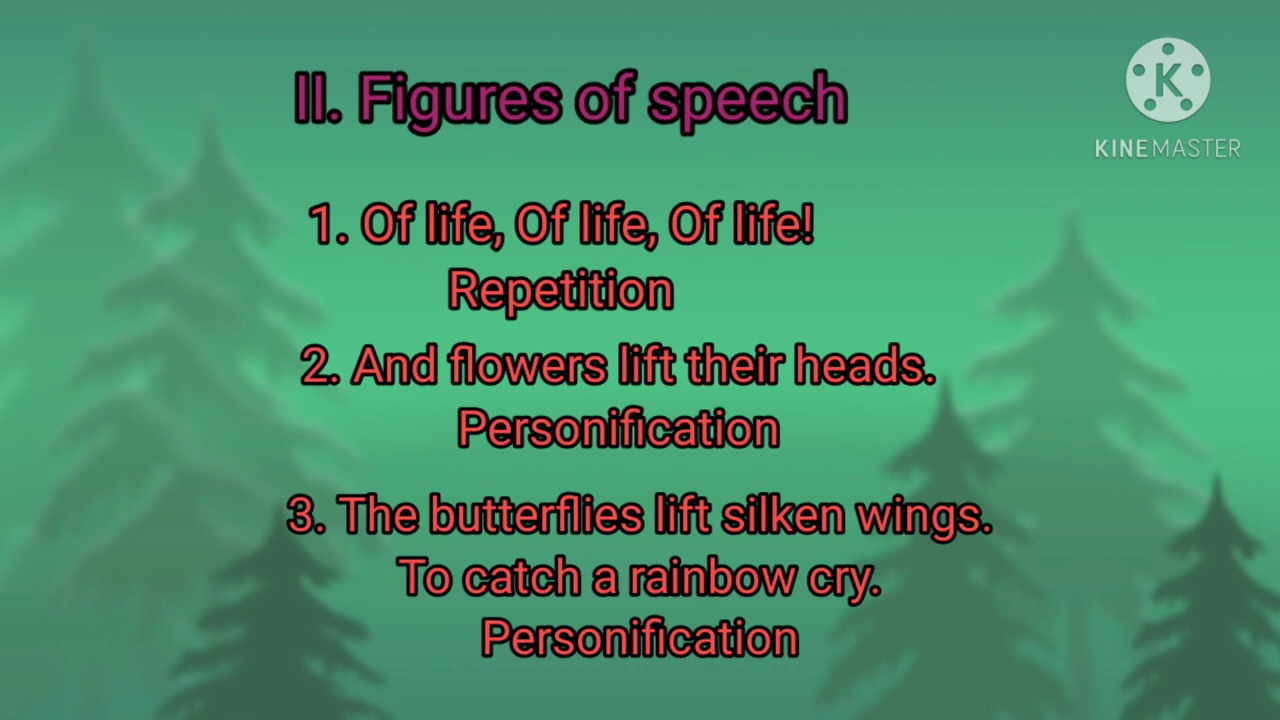 II. Figures of speech
K
KINEMASTER
1. Of life, Of life, Of life!
Repetition
2. And flowers lift their heads.
Personification
3. The butterflies lift silken wings.
To catch a rainbow cry.
Personification